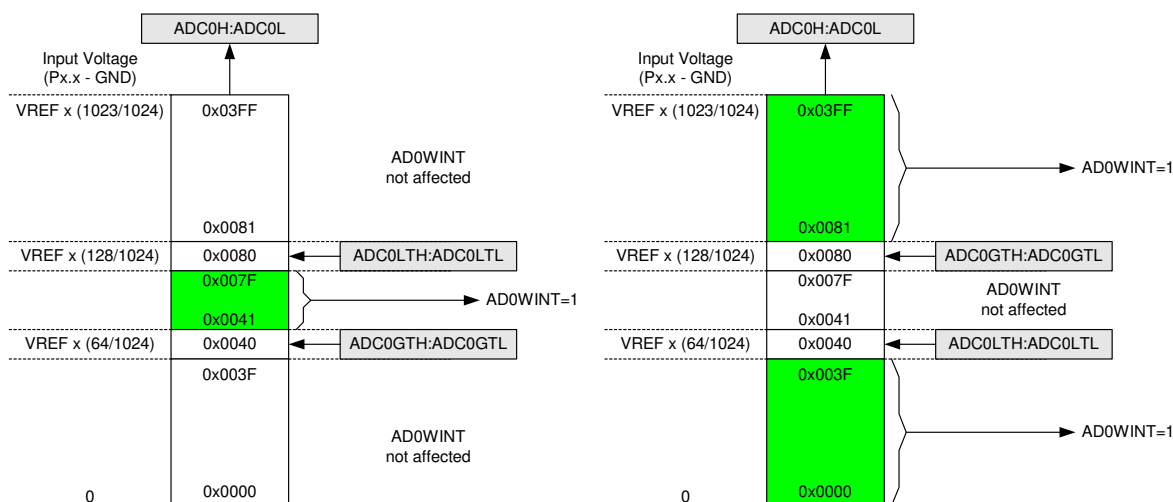 ADC0H:ADC0L
Input Voltage
(Px.x - GND)
VREF x (1023/1024)
0x03FF
AD0WINT
not affected
0x0081
VREF x (128/1024)
0x0080
ADC0LTH:ADC0LTL
0x007F
AD0WINT=1
0x0041
VREF x (64/1024)
0x0040
ADC0GTH:ADC0GTL
0x003F
AD0WINT
not affected
0
0x0000
ADC0H:ADC0L
Input Voltage
(Px.x - GND)
VREF x (1023/1024)
0x03FF
AD0WINT=1
0x0081
VREF x (128/1024)
0x0080
ADC0GTH:ADC0GTL
0x007F
AD0WINT
not affected
0x0041
VREF x (64/1024)
0x0040
ADC0LTH:ADC0LTL
0x003F
AD0WINT=1
0
0x0000